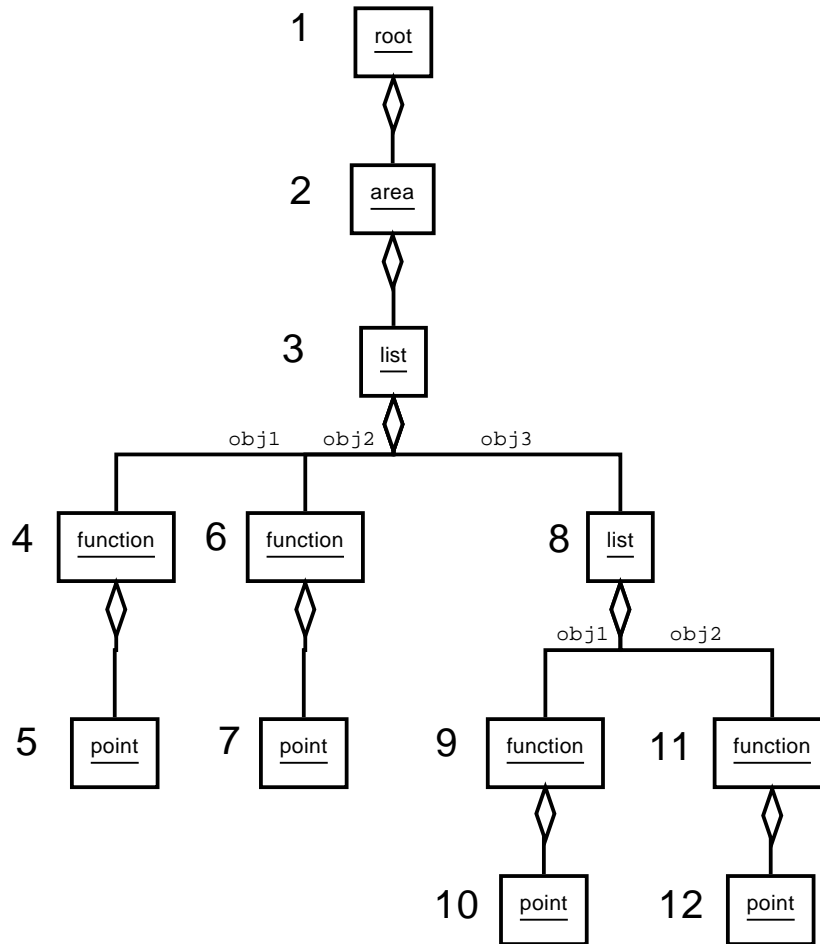 1 root
2 area
3 list
obj1 obj2 obj3
4 function 6 function 8 list
obj1 obj2
5 point 7 point 9 function 11 function
10 point 12 point